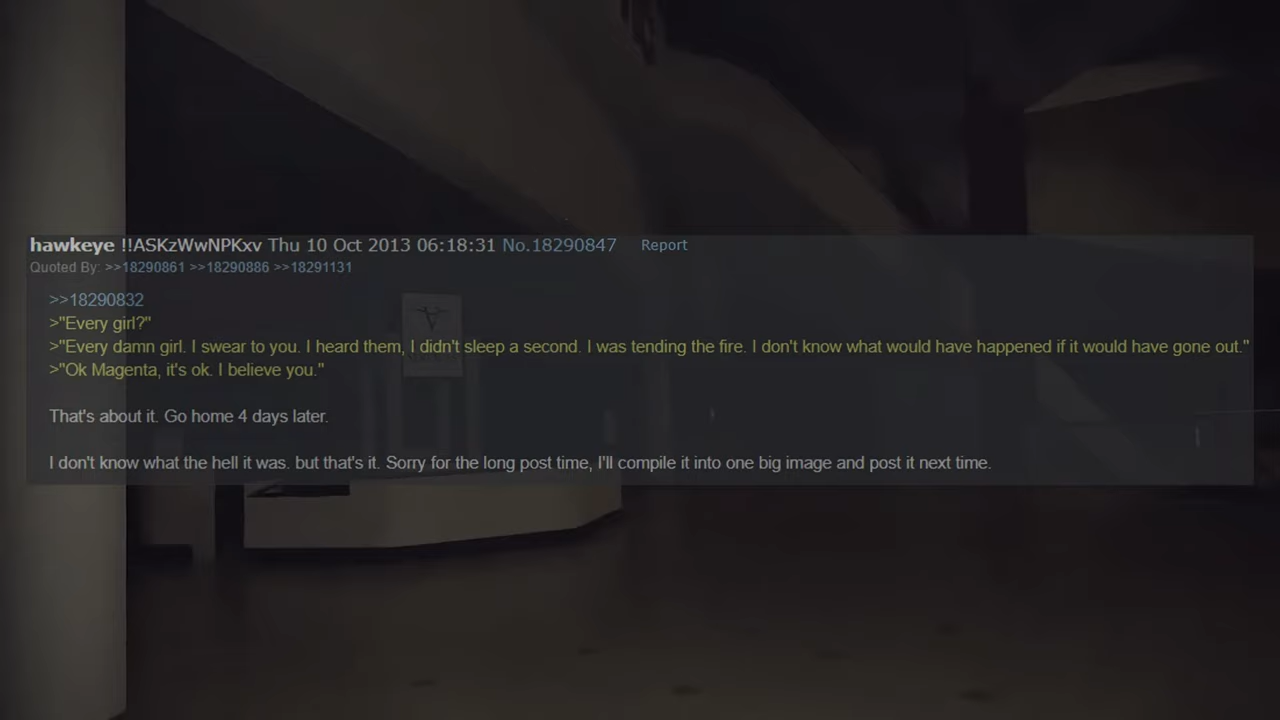 hawkeye !!ASKzWwNPKxv Thu 10 Oct 2013 06:18:31 No.18290847 Report
Quoted By: >>18290861 >>18290886 >>18291131
>>18290832
>"Every girl?"
>"Every damn girl. I swear to you. I heard them, I didn't sleep a second. I was tending the fire. I don't know what would have happened if it would have gone out."
>"Ok Magenta, it's ok. I believe you."
That's about it. Go home 4 days later.
I don't know what the hell it was. but that's it. Sorry for the long post time, I'll compile it into one big image and post it next time.